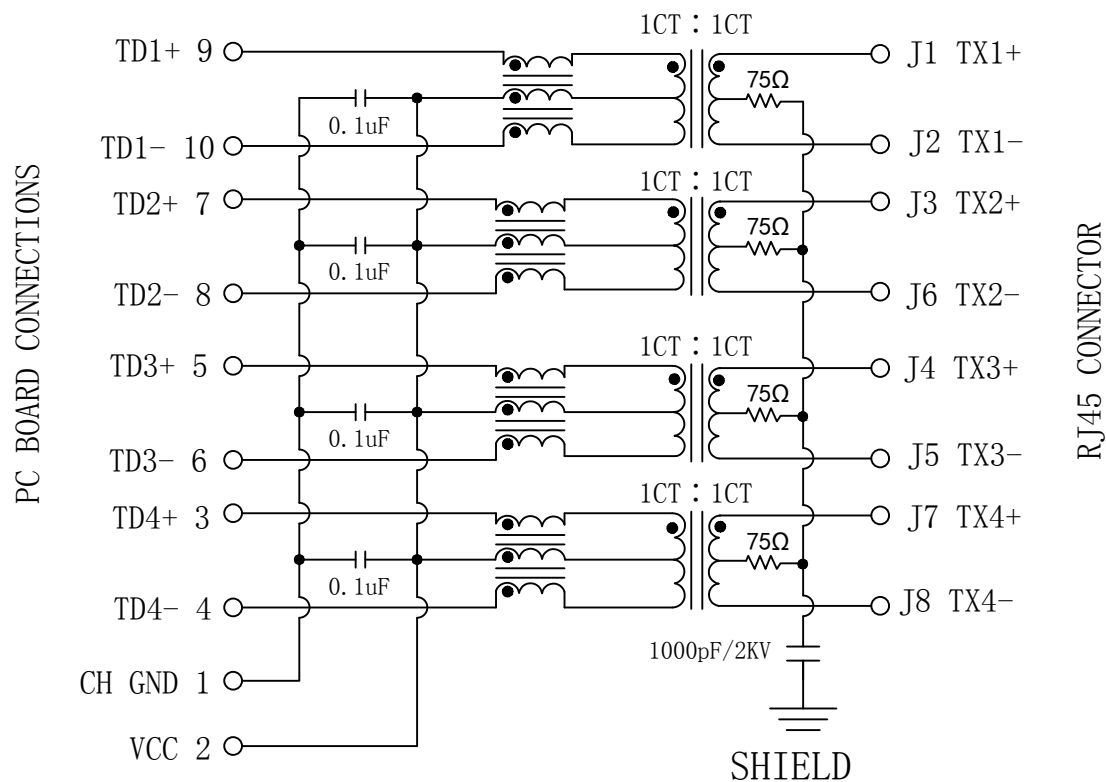 1CT：1CT
TD1+ 9
J1 TX1+
75Ω
0.1uF
TD1- 10
J2 TX1-
1CT：1CT
TD2+ 7
J3 TX2+
75Ω
0.1uF
TD2- 8
J6 TX2-
PC BOARD CONNECTIONS
RJ45 CONNECTOR
1CT：1CT
TD3+ 5
J4 TX3+
75Ω
0.1uF
TD3- 6
J5 TX3-
1CT：1CT
TD4+ 3
J7 TX4+
75Ω
0.1uF
TD4- 4
J8 TX4-
1000pF/2KV
CH GND 1
VCC 2
SHIELD